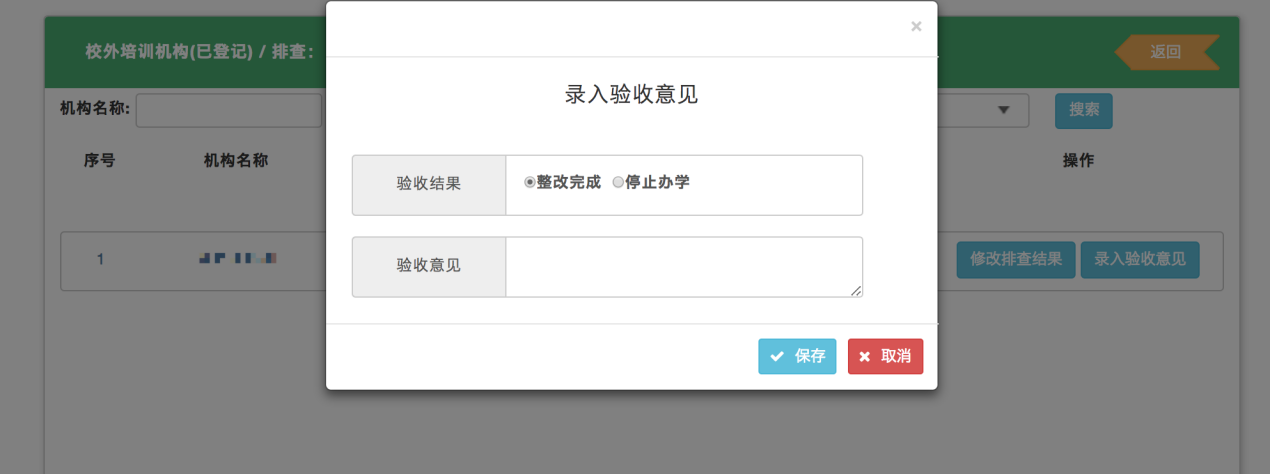 ×
校外培训机构(已登记) / 排查:
返回
录入验收意见
机构名称:
搜索
序号 机构名称 操作
验收结果 整改完成 停止办学
1 修改排查结果 录入验收意见
验收意见
保存 取消